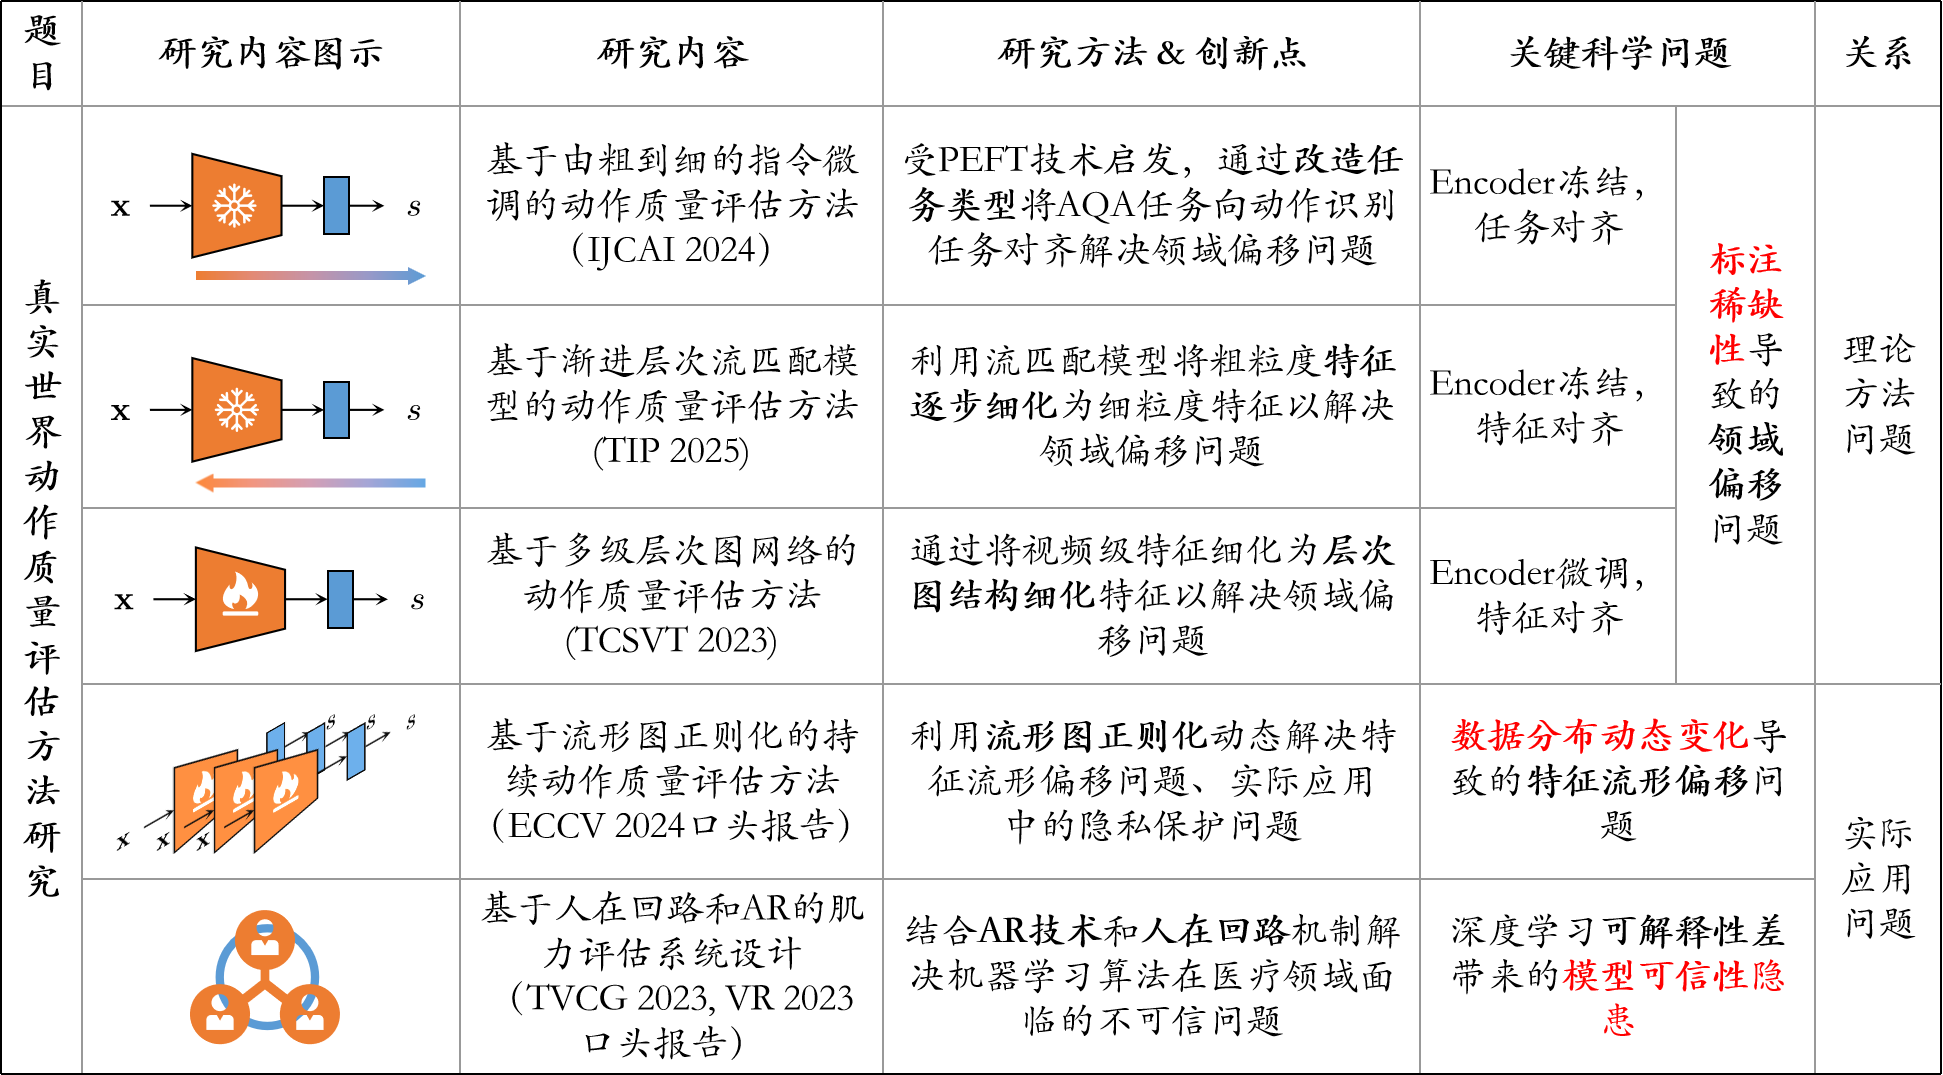 题
目
研究内容图示
研究内容
研究方法 & 创新点
关键科学问题
关系
真
实
世
界
动
作
质
量
评
估
方
法
研
究
x
s
基于由粗到细的指令微
调的动作质量评估方法
（IJCAI 2024）
受PEFT技术启发，通过改造任
务类型将AQA任务向动作识别
任务对齐解决领域偏移问题
Encoder冻结，
任务对齐
标注
稀缺
性导
致的
领域
偏移
问题
理论
方法
问题
x
s
基于渐进层次流匹配模
型的动作质量评估方法
(TIP 2025)
利用流匹配模型将粗粒度特征
逐步细化为细粒度特征以解决
领域偏移问题
Encoder冻结，
特征对齐
x
s
基于多级层次图网络的
动作质量评估方法
(TCSVT 2023)
通过将视频级特征细化为层次
图结构细化特征以解决领域偏
移问题
Encoder微调，
特征对齐
s s s
x x x
基于流形图正则化的持
续动作质量评估方法
（ECCV 2024口头报告）
利用流形图正则化动态解决特
征流形偏移问题、实际应用
中的隐私保护问题
数据分布动态变化导
致的特征流形偏移问
题
实际
应用
问题
基于人在回路和AR的肌
力评估系统设计
（TVCG 2023, VR 2023
口头报告）
结合AR技术和人在回路机制解
决机器学习算法在医疗领域面
临的不可信问题
深度学习可解释性差
带来的模型可信性隐
患